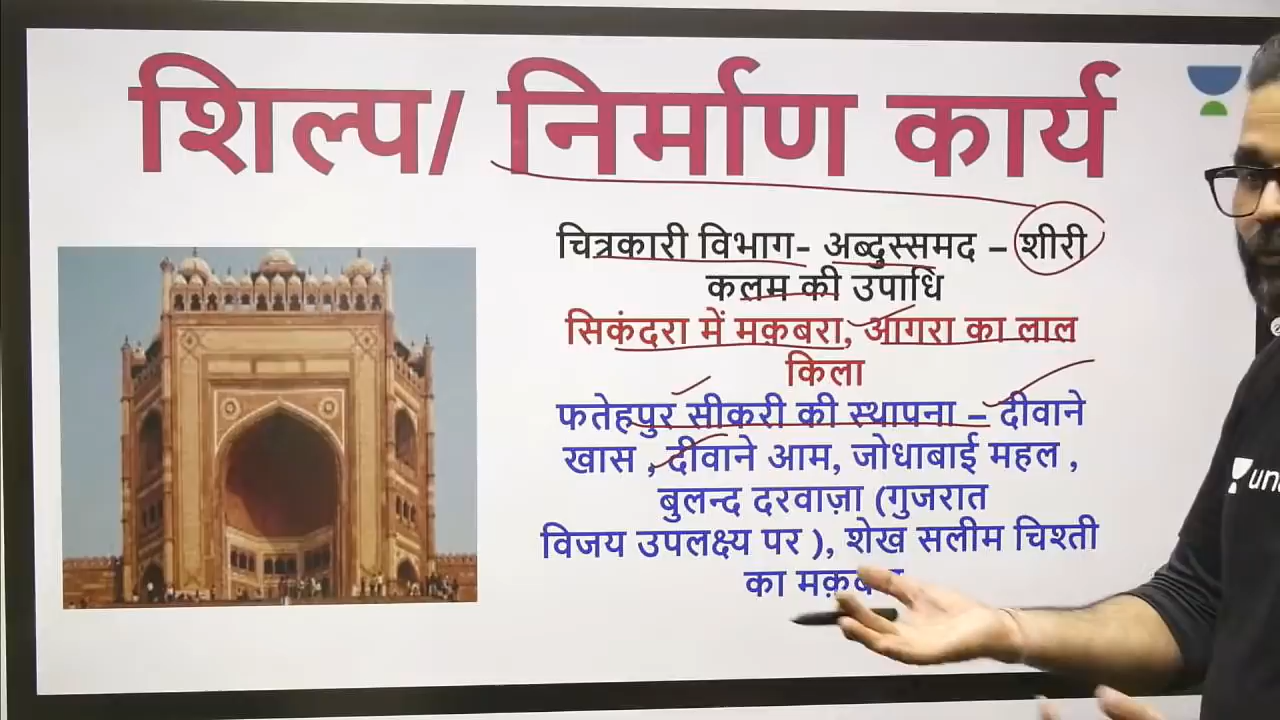 शिल्प/ निर्माण कार्य
चित्रकारी विभाग- अब्दुस्समद – शीरी
कलम की उपाधि
सिकंदरा में मक़बरा, आगरा का लाल
किला
फतेहपुर सीकरी की स्थापना – दीवाने
खास , दीवाने आम, जोधाबाई महल ,
बुलन्द दरवाज़ा (गुजरात
विजय उपलक्ष्य पर ), शेख सलीम चिश्ती
का